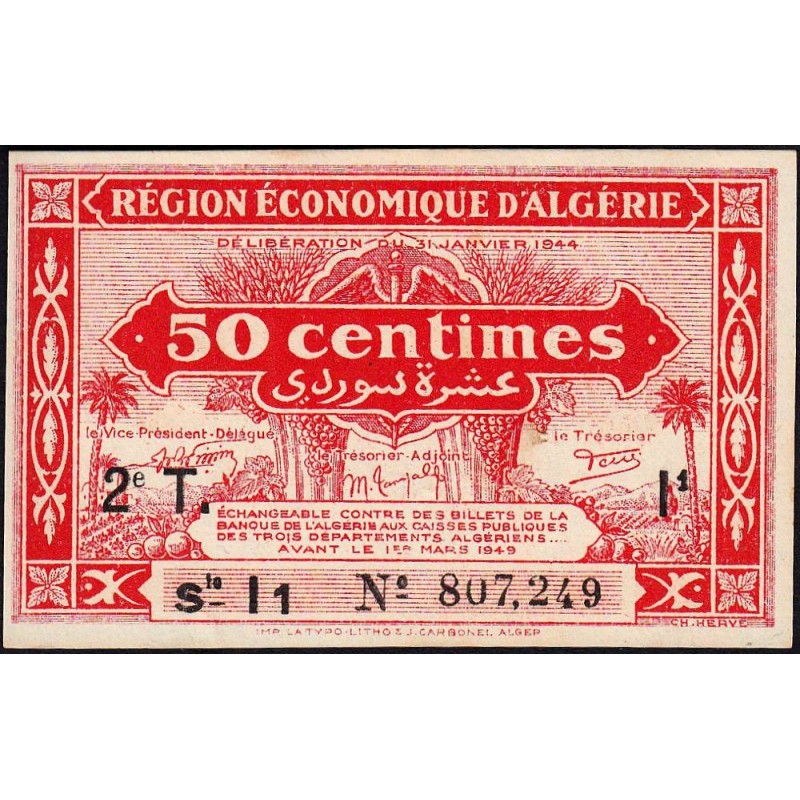 RÉGION ÉCONOMIQUE D'ALGÉRIE
DÉLIBÉRATION DU 31 JANVIER 1944
50 centimes
عشرة سوردي
le Vice-Président-Délégué
le Trésorier-Adjoint
le Trésorier
2e T.
I1
ÉCHANGEABLE CONTRE DES BILLETS DE LA
BANQUE DE L'ALGÉRIE AUX CAISSES PUBLIQUES
DES TROIS DÉPARTEMENTS ALGÉRIENS....
AVANT LE 1ER MARS 1949
Sie I1 No 807,249
IMP. LA TYPO-LITHO & J. CARBONEL ALGER
CH. HERVÉ